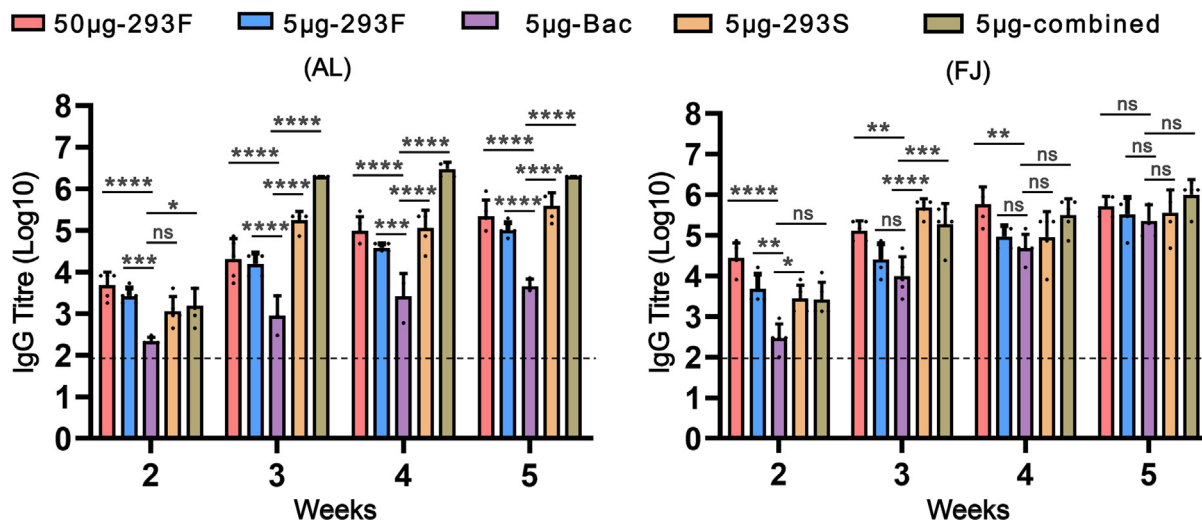 50μg-293F 5μg-293F 5μg-Bac 5μg-293S 5μg-combined
(AL)
IgG Titre (Log10)
8
7
6
5
4
3
2
1
0
**** *** * ns
**** **** **** ****
**** *** **** ****
**** **** **** ****
2 3 4 5
Weeks
(FJ)
IgG Titre (Log10)
8
7
6
5
4
3
2
1
0
**** ** ns *
** ns *** ****
** ns ns ns
ns ns ns ns
2 3 4 5
Weeks